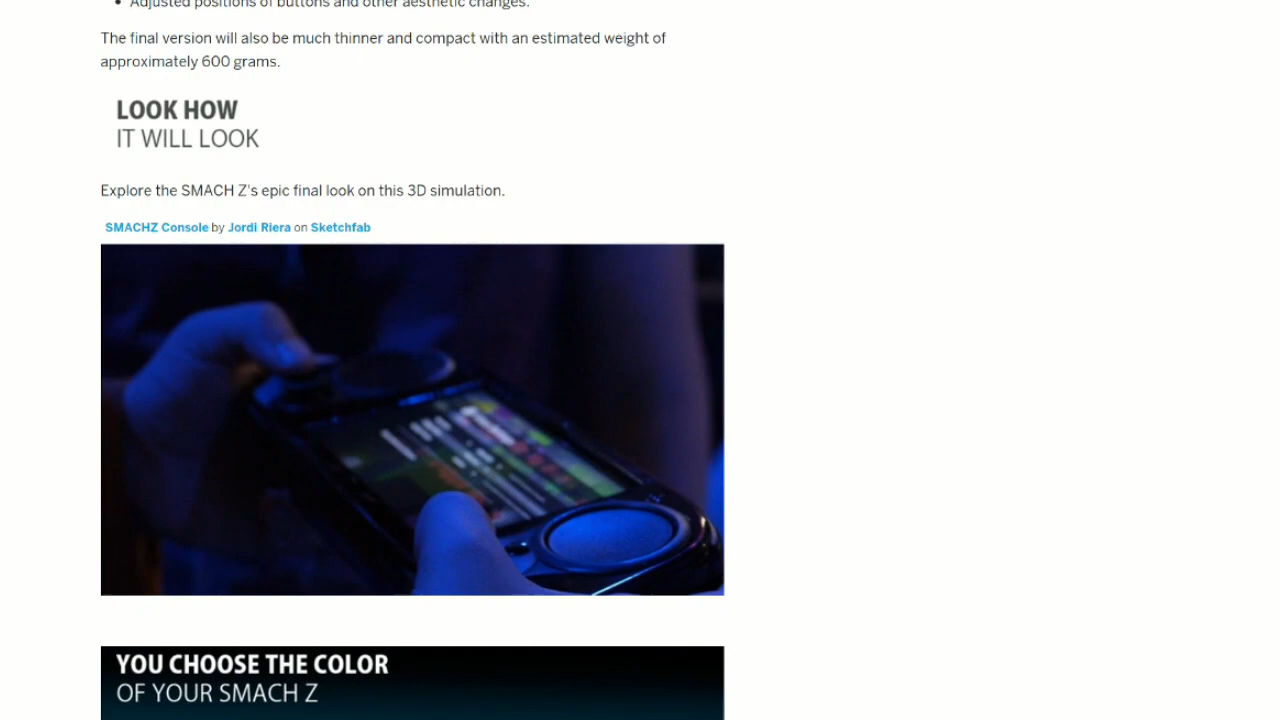 • Adjusted positions of buttons and other aesthetic changes.
The final version will also be much thinner and compact with an estimated weight of
approximately 600 grams.
LOOK HOW
IT WILL LOOK
Explore the SMACH Z's epic final look on this 3D simulation.
SMACHZ Console by Jordi Riera on Sketchfab
YOU CHOOSE THE COLOR
OF YOUR SMACH Z